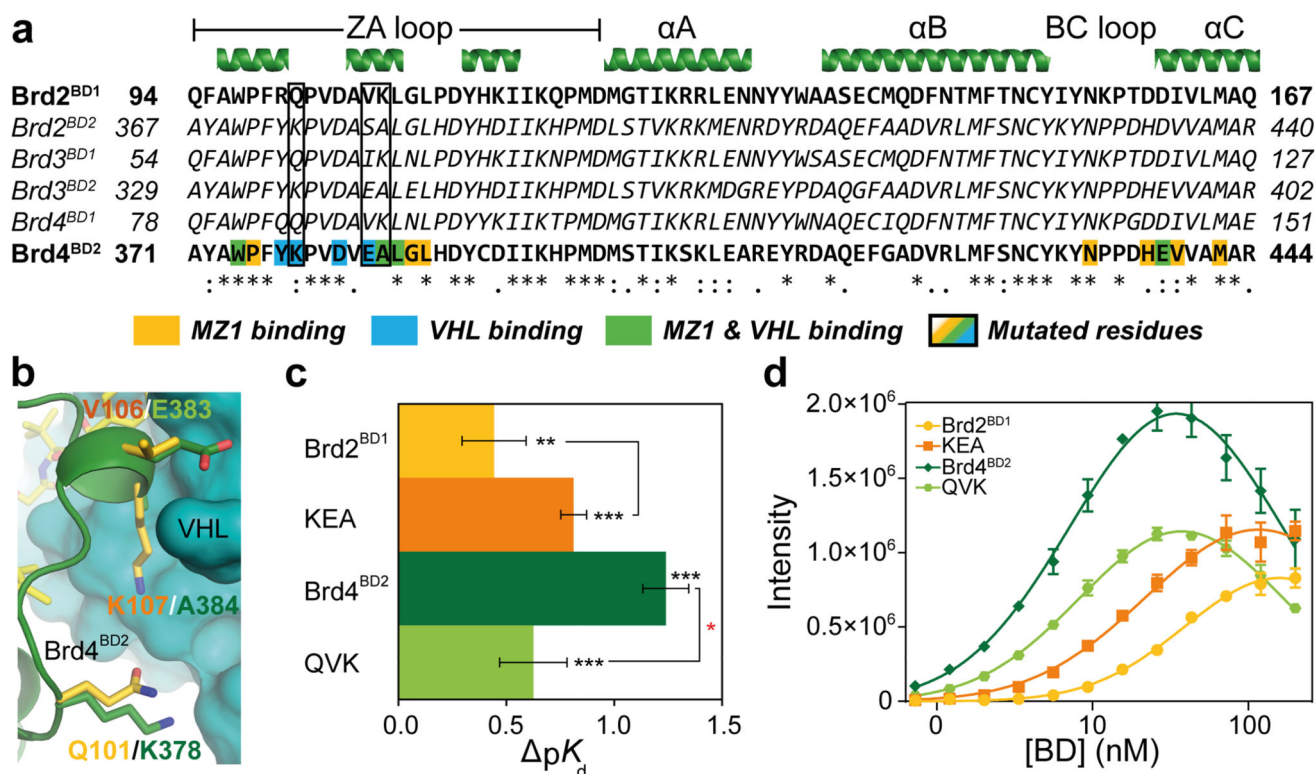 a
ZA loop αA αB BC loop αC
Brd2BD1 94 QFAWPFRQPVDAVKLGLPDYHKIIKQPMDMGTIKRRLENNYYWAASECMQDFNTMFTNCYIYNKPTDDIVLMAQ 167
Brd2BD2 367 AYAWPFYKPVDASALGLHDYHDIIKHPMDLSTVKRKMENRDYRDAQEFAADVRLMFSNCYKYNPPDHDVVAMAR 440
Brd3BD1 54 QFAWPFYQPVDAIKLNLPDYHKIIKNPMDMGTIKKRLENNYYWSASECMQDFNTMFTNCYIYNKPTDDIVLMAQ 127
Brd3BD2 329 AYAWPFYKPVDAEALELHDYHDIIKHPMDLSTVKRKMDGREYPDAQGFAADVRLMFSNCYKYNPPDHEVVAMAR 402
Brd4BD1 78 QFAWPFQQPVDAVKLNLPDYYKIIKTPMDMGTIKKRLENNYYWNAQECIQDFNTMFTNCYIYNKPGDDIVLMAE 151
Brd4BD2 371 AYAWPFYKPVDVEALGLHDYCDIIKHPMDMSTIKSKLENREYRDAQEFGADVRLMFSNCYKYNPPDHEVVAMAR 444
MZ1 binding VHL binding MZ1 & VHL binding Mutated residues
b
V106/E383
VHL
K107/A384
Brd4BD2
Q101/K378
c
Brd2BD1 **
KEA ***
Brd4BD2 ***
*
QVK ***
0.0 0.5 1.0 1.5
ΔpKd
d
2.0×10⁶
1.5×10⁶
1.0×10⁶
0.5×10⁶
0
Intensity
Brd2BD1
KEA
Brd4BD2
QVK
0 10 100
[BD] (nM)